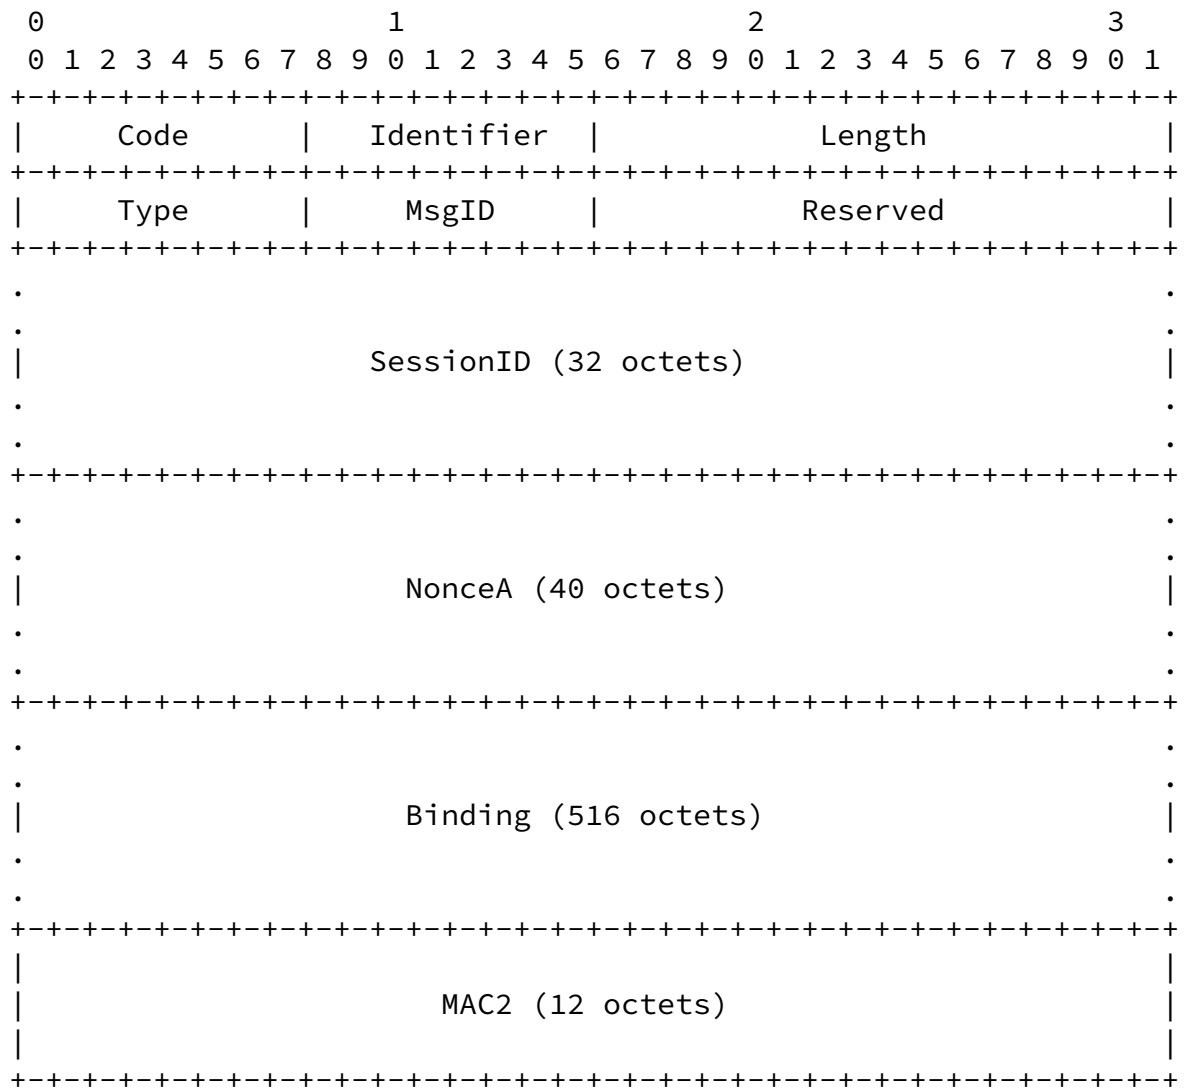 0                   1                   2                   3
 0 1 2 3 4 5 6 7 8 9 0 1 2 3 4 5 6 7 8 9 0 1 2 3 4 5 6 7 8 9 0 1
+-+-+-+-+-+-+-+-+-+-+-+-+-+-+-+-+-+-+-+-+-+-+-+-+-+-+-+-+-+-+-+-+
|     Code      |   Identifier  |            Length             |
+-+-+-+-+-+-+-+-+-+-+-+-+-+-+-+-+-+-+-+-+-+-+-+-+-+-+-+-+-+-+-+-+
|     Type      |     MsgID     |           Reserved            |
+-+-+-+-+-+-+-+-+-+-+-+-+-+-+-+-+-+-+-+-+-+-+-+-+-+-+-+-+-+-+-+-+
.                                                               .
.                                                               .
|                   SessionID (32 octets)                       |
.                                                               .
.                                                               .
+-+-+-+-+-+-+-+-+-+-+-+-+-+-+-+-+-+-+-+-+-+-+-+-+-+-+-+-+-+-+-+-+
.                                                               .
.                                                               .
|                     NonceA (40 octets)                        |
.                                                               .
.                                                               .
+-+-+-+-+-+-+-+-+-+-+-+-+-+-+-+-+-+-+-+-+-+-+-+-+-+-+-+-+-+-+-+-+
.                                                               .
.                                                               .
|                     Binding (516 octets)                      |
.                                                               .
.                                                               .
+-+-+-+-+-+-+-+-+-+-+-+-+-+-+-+-+-+-+-+-+-+-+-+-+-+-+-+-+-+-+-+-+
|                                                               |
|                       MAC2 (12 octets)                        |
|                                                               |
+-+-+-+-+-+-+-+-+-+-+-+-+-+-+-+-+-+-+-+-+-+-+-+-+-+-+-+-+-+-+-+-+